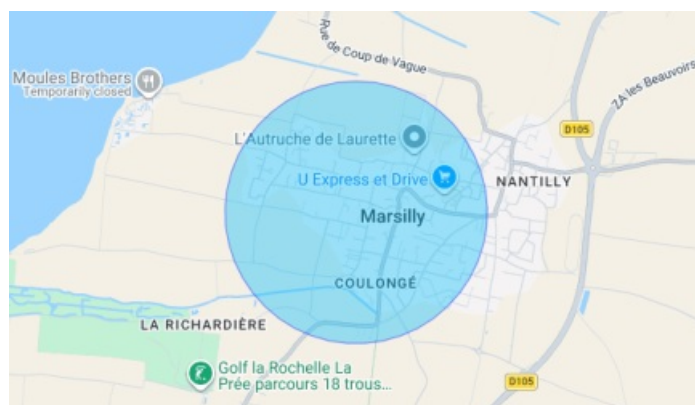 Rue de Coup de Vague
Moules Brothers
Temporarily closed
ZA les Beauvoirs
L'Autruche de Laurette
D105
U Express et Drive
NANTILLY
Marsilly
COULONGÉ
LA RICHARDIÈRE
Golf la Rochelle La
Prée parcours 18 trous...
D105